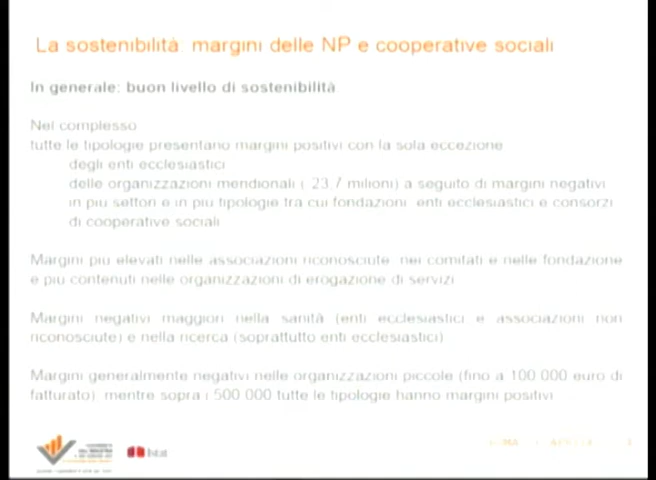 La sostenibilità: margini delle NP e cooperative sociali
In generale: buon livello di sostenibilità
Nel complesso
tutte le tipologie presentano margini positivi con la sola eccezione
degli enti ecclesiastici
delle organizzazioni meridionali (-23,7 milioni) a seguito di margini negativi
in più settori e in più tipologie tra cui fondazioni, enti ecclesiastici e consorzi
di cooperative sociali
Margini più elevati nelle associazioni riconosciute, nei comitati e nelle fondazione
e più contenuti nelle organizzazioni di erogazione di servizi
Margini negativi maggiori nella sanità (enti ecclesiastici e associazioni non
riconosciute) e nella ricerca (soprattutto enti ecclesiastici)
Margini generalmente negativi nelle organizzazioni piccole (fino a 100.000 euro di
fatturato), mentre sopra i 500.000 tutte le tipologie hanno margini positivi
Istat